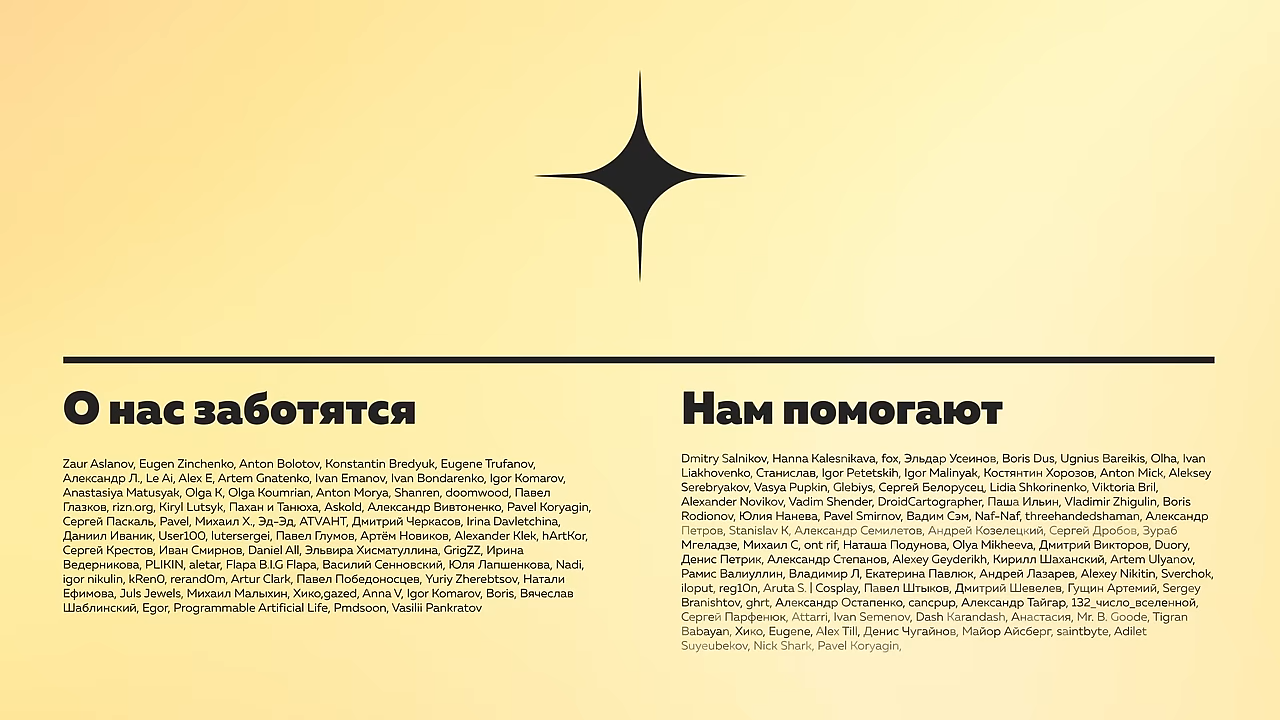 О нас заботятся
Zaur Aslanov, Eugen Zinchenko, Anton Bolotov, Konstantin Bredyuk, Eugene Trufanov,
Александр Л., Le Ai, Alex E, Artem Gnatenko, Ivan Emanov, Ivan Bondarenko, Igor Komarov,
Anastasiya Matusyak, Olga K, Olga Koumrian, Anton Morya, Shanren, doomwood, Павел
Глазков, rizn.org, Kiryl Lutsyk, Пахан и Танюха, Askold, Александр Вивтоненко, Pavel Koryagin,
Сергей Паскаль, Pavel, Михаил Х., Эд-Эд, ATVAHT, Дмитрий Черкасов, Irina Davletchina,
Даниил Иваник, User100, Iutersergei, Павел Глумов, Артём Новиков, Alexander Klek, hArtKor,
Сергей Крестов, Иван Смирнов, Daniel All, Эльвира Хисматуллина, GrigZZ, Ирина
Ведерникова, PLIKIN, aletar, Flapa B.I.G Flapa, Василий Сенновский, Юля Лапшенкова, Nadi,
igor nikulin, kRen0, rerand0m, Artur Clark, Павел Победоносцев, Yuriy Zherebtsov, Натали
Ефимова, Juls Jewels, Михаил Малыхин, Хико,gazed, Anna V, Igor Komarov, Boris, Вячеслав
Шаблинский, Egor, Programmable Artificial Life, Pmdsoon, Vasilii Pankratov
Нам помогают
Dmitry Salnikov, Hanna Kalesnikava, fox, Эльдар Усеинов, Boris Dus, Ugnius Bareikis, Olha, Ivan
Liakhovenko, Станислав, Igor Petetskih, Igor Malinyak, Костянтин Хорозов, Anton Mick, Aleksey
Serebryakov, Vasya Pupkin, Glebiys, Сергей Белорусец, Lidia Shkorinenko, Viktoria Bril,
Alexander Novikov, Vadim Shender, DroidCartographer, Паша Ильин, Vladimir Zhigulin, Boris
Rodionov, Юлия Нанева, Pavel Smirnov, Вадим Сэм, Naf-Naf, threehandedshaman, Александр
Петров, Stanislav K, Александр Семилетов, Андрей Козелецкий, Сергей Дробов, Зураб
Мгеладзе, Михаил С, ont rif, Наташа Подунова, Olya Mikheeva, Дмитрий Викторов, Duory,
Денис Петрик, Александр Степанов, Alexey Geyderikh, Кирилл Шаханский, Artem Ulyanov,
Рамис Валиуллин, Владимир Л, Екатерина Павлюк, Андрей Лазарев, Alexey Nikitin, Sverchok,
iloput, reg10n, Aruta S. | Cosplay, Павел Штыков, Дмитрий Шевелев, Гущин Артемий, Sergey
Branishtov, ghrt, Александр Остапенко, cancpup, Александр Тайгар, 132_число_вселенной,
Сергей Парфенюк, Attarri, Ivan Semenov, Dash Karandash, Анастасия, Mr. B. Goode, Tigran
Babayan, Хико, Eugene, Alex Till, Денис Чугайнов, Майор Айсберг, saintbyte, Adilet
Suyeubekov, Nick Shark, Pavel Koryagin,